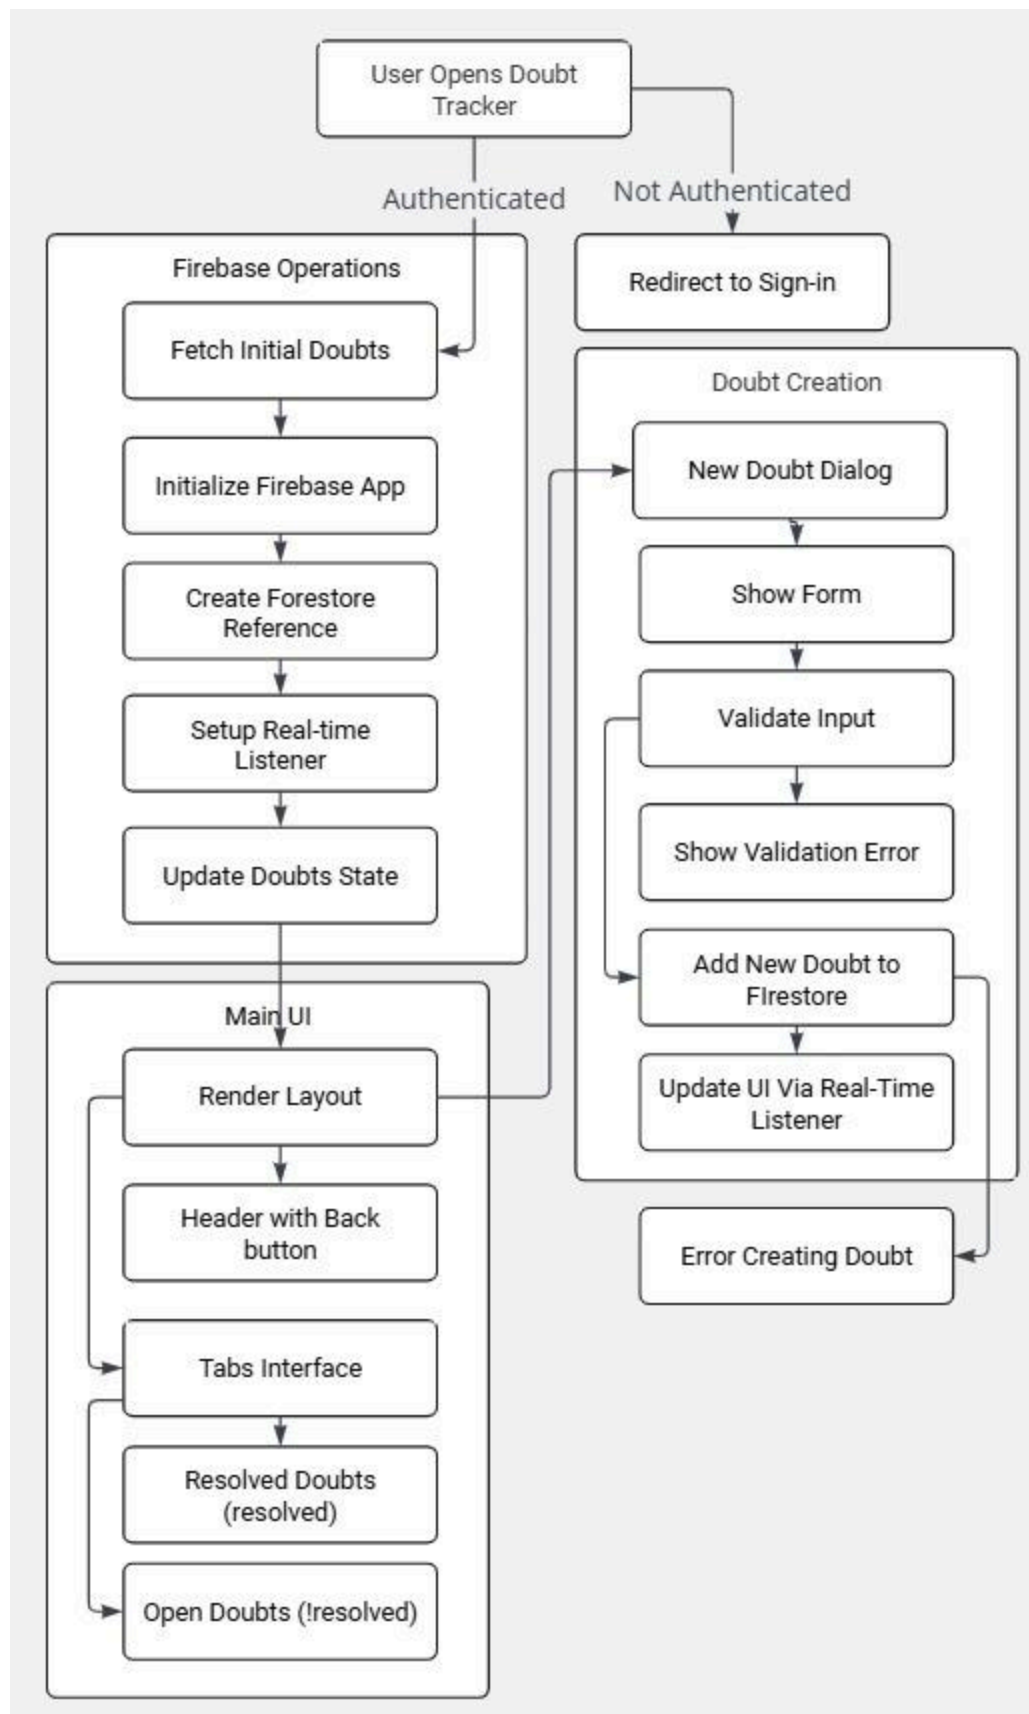 User Opens Doubt
Tracker
Authenticated
Not Authenticated
Redirect to Sign-in
Firebase Operations
Fetch Initial Doubts
Initialize Firebase App
Create Forestore
Reference
Setup Real-time
Listener
Update Doubts State
Main UI
Render Layout
Header with Back
button
Tabs Interface
Resolved Doubts
(resolved)
Open Doubts (!resolved)
Doubt Creation
New Doubt Dialog
Show Form
Validate Input
Show Validation Error
Add New Doubt to
FIrestore
Update UI Via Real-Time
Listener
Error Creating Doubt